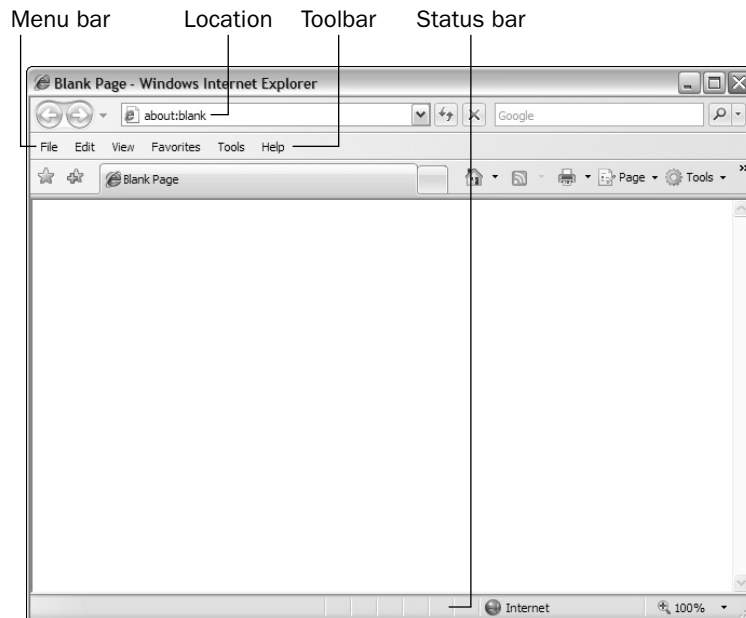 Menu bar Location Toolbar Status bar
Blank Page - Windows Internet Explorer
about:blank Google
File Edit View Favorites Tools Help
Blank Page Page Tools »
Internet 100%